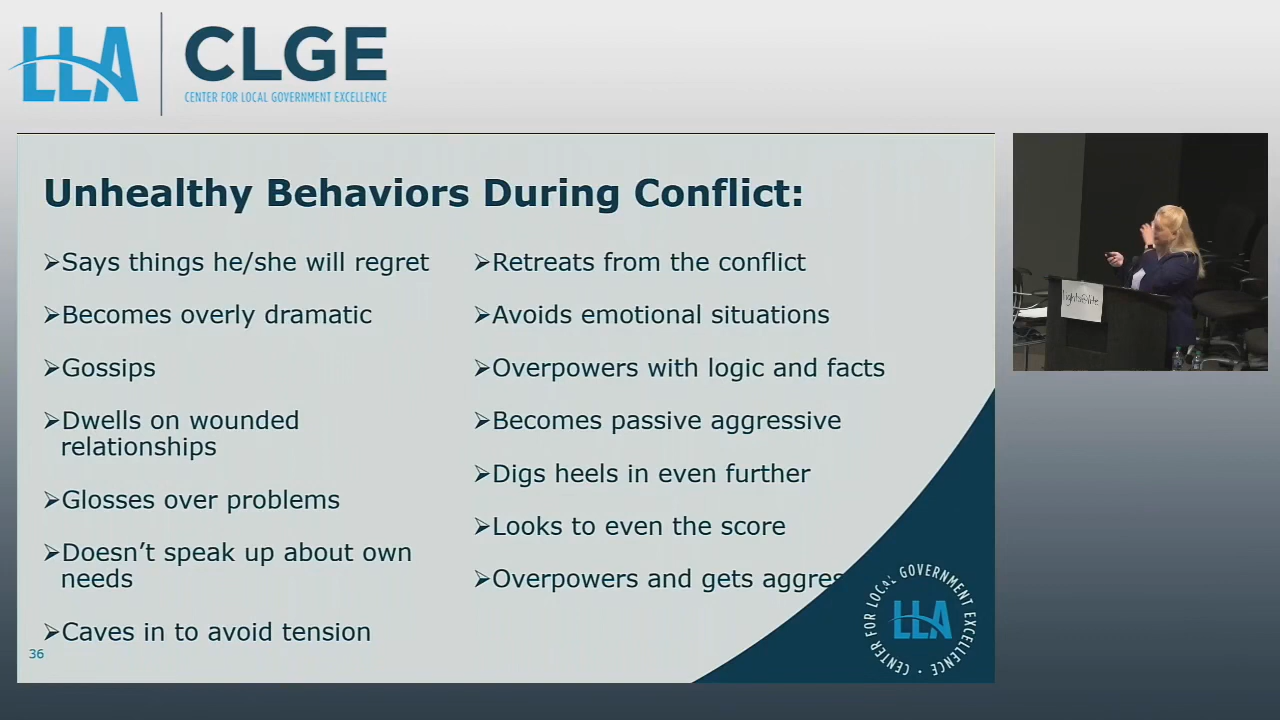 LLA
CLGE
CENTER FOR LOCAL GOVERNMENT EXCELLENCE
Unhealthy Behaviors During Conflict:
➢Says things he/she will regret
➢Becomes overly dramatic
➢Gossips
➢Dwells on wounded
relationships
➢Glosses over problems
➢Doesn’t speak up about own
needs
➢Caves in to avoid tension
➢Retreats from the conflict
➢Avoids emotional situations
➢Overpowers with logic and facts
➢Becomes passive aggressive
➢Digs heels in even further
➢Looks to even the score
➢Overpowers and gets aggres
36
CENTER FOR LOCAL GOVERNMENT EXCELLENCE
LLA